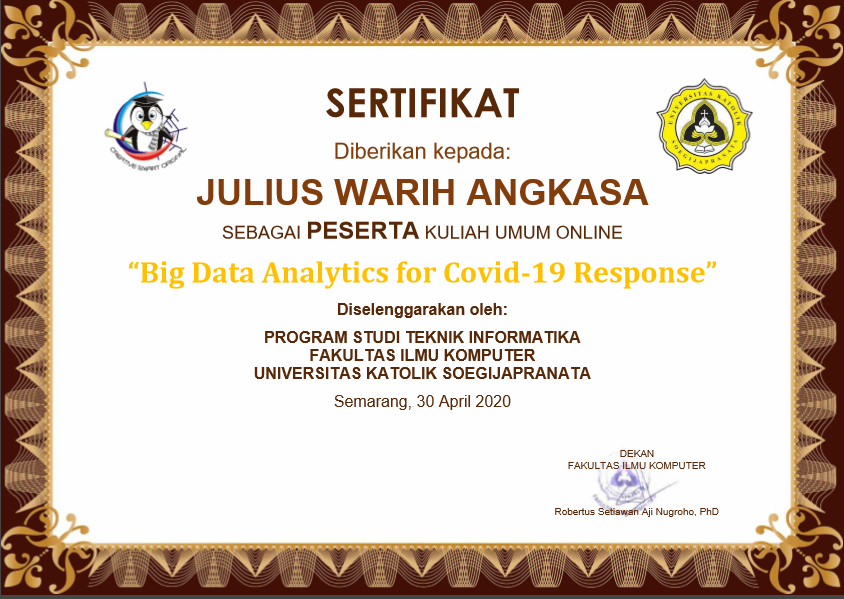 SERTIFIKAT
CREATIVE SMART ORIGINAL
UNIVERSITAS KATOLIK
SOEGIJAPRANATA
Diberikan kepada:
JULIUS WARIH ANGKASA
SEBAGAI PESERTA KULIAH UMUM ONLINE
“Big Data Analytics for Covid-19 Response”
Diselenggarakan oleh:
PROGRAM STUDI TEKNIK INFORMATIKA
FAKULTAS ILMU KOMPUTER
UNIVERSITAS KATOLIK SOEGIJAPRANATA
Semarang, 30 April 2020
DEKAN
FAKULTAS ILMU KOMPUTER
Robertus Setiawan Aji Nugroho, PhD